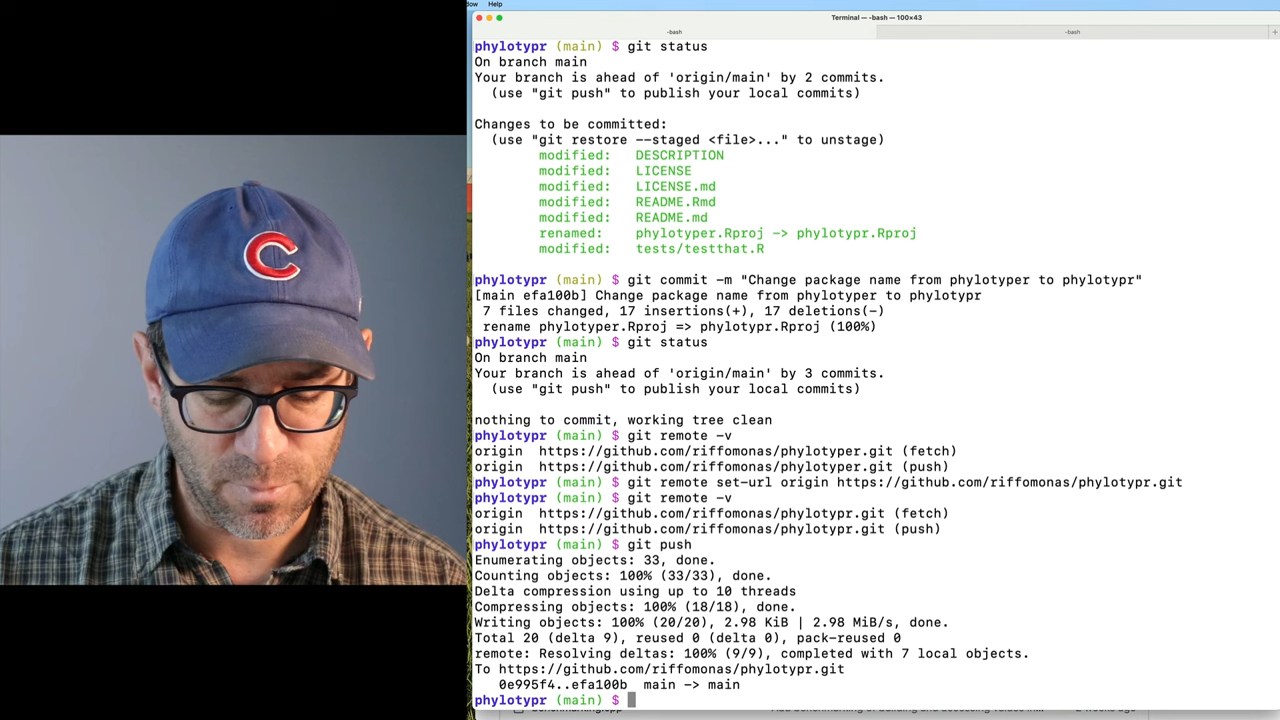 dow Help
Terminal — -bash — 100×43
-bash
-bash
+
phylotypr (main) $ git status
On branch main
Your branch is ahead of 'origin/main' by 2 commits.
(use "git push" to publish your local commits)
Changes to be committed:
(use "git restore --staged <file>..." to unstage)
modified: DESCRIPTION
modified: LICENSE
modified: LICENSE.md
modified: README.Rmd
modified: README.md
renamed: phylotyper.Rproj -> phylotypr.Rproj
modified: tests/testthat.R
phylotypr (main) $ git commit -m "Change package name from phylotyper to phylotypr"
[main efa100b] Change package name from phylotyper to phylotypr
7 files changed, 17 insertions(+), 17 deletions(-)
rename phylotyper.Rproj => phylotypr.Rproj (100%)
phylotypr (main) $ git status
On branch main
Your branch is ahead of 'origin/main' by 3 commits.
(use "git push" to publish your local commits)
nothing to commit, working tree clean
phylotypr (main) $ git remote -v
origin https://github.com/riffomonas/phylotyper.git (fetch)
origin https://github.com/riffomonas/phylotyper.git (push)
phylotypr (main) $ git remote set-url origin https://github.com/riffomonas/phylotypr.git
phylotypr (main) $ git remote -v
origin https://github.com/riffomonas/phylotypr.git (fetch)
origin https://github.com/riffomonas/phylotypr.git (push)
phylotypr (main) $ git push
Enumerating objects: 33, done.
Counting objects: 100% (33/33), done.
Delta compression using up to 10 threads
Compressing objects: 100% (18/18), done.
Writing objects: 100% (20/20), 2.98 KiB | 2.98 MiB/s, done.
Total 20 (delta 9), reused 0 (delta 0), pack-reused 0
remote: Resolving deltas: 100% (9/9), completed with 7 local objects.
To https://github.com/riffomonas/phylotypr.git
0e995f4..efa100b main -> main
phylotypr (main) $
C